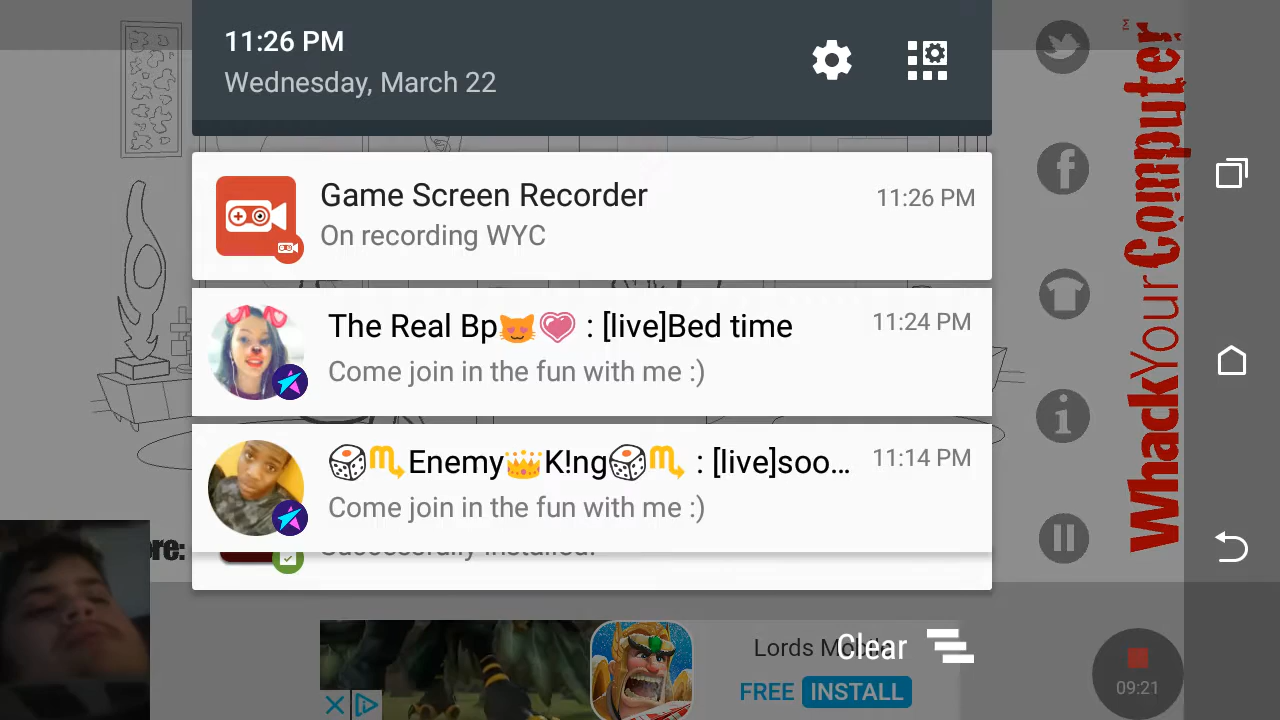 11:26 PM
Wednesday, March 22
Game Screen Recorder
11:26 PM
On recording WYC
The Real Bp😻💗 : [live]Bed time
11:24 PM
Come join in the fun with me :)
🎲♏Enemy👑K!ng🎲♏ : [live]soo...
11:14 PM
Come join in the fun with me :)
Successfully installed.
ore:
WhackYourComputer
Lords Mobile
Clear
FREE INSTALL
09:21